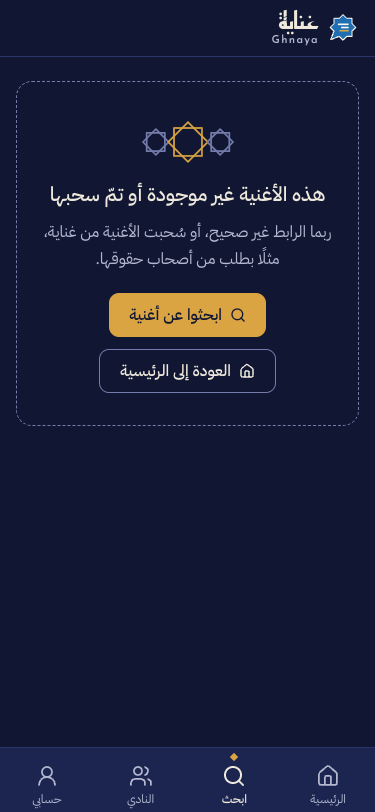 غناية
Ghnaya
هذه الأغنية غير موجودة أو تمّ سحبها
ربما الرابط غير صحيح، أو سُحبت الأغنية من غناية،
مثلًا بطلب من أصحاب حقوقها.
ابحثوا عن أغنية
العودة إلى الرئيسية
الرئيسية
ابحث
النادي
حسابي